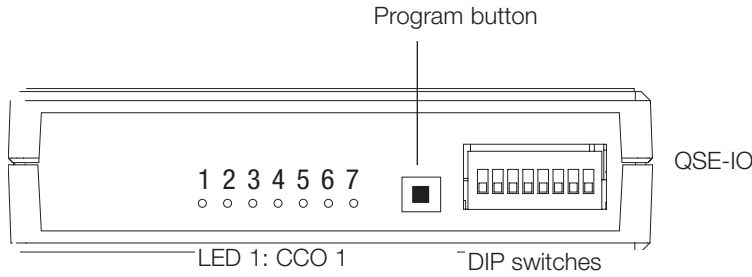 Program button
QSE-IO
1 2 3 4 5 6 7
LED 1: CCO 1
DIP switches